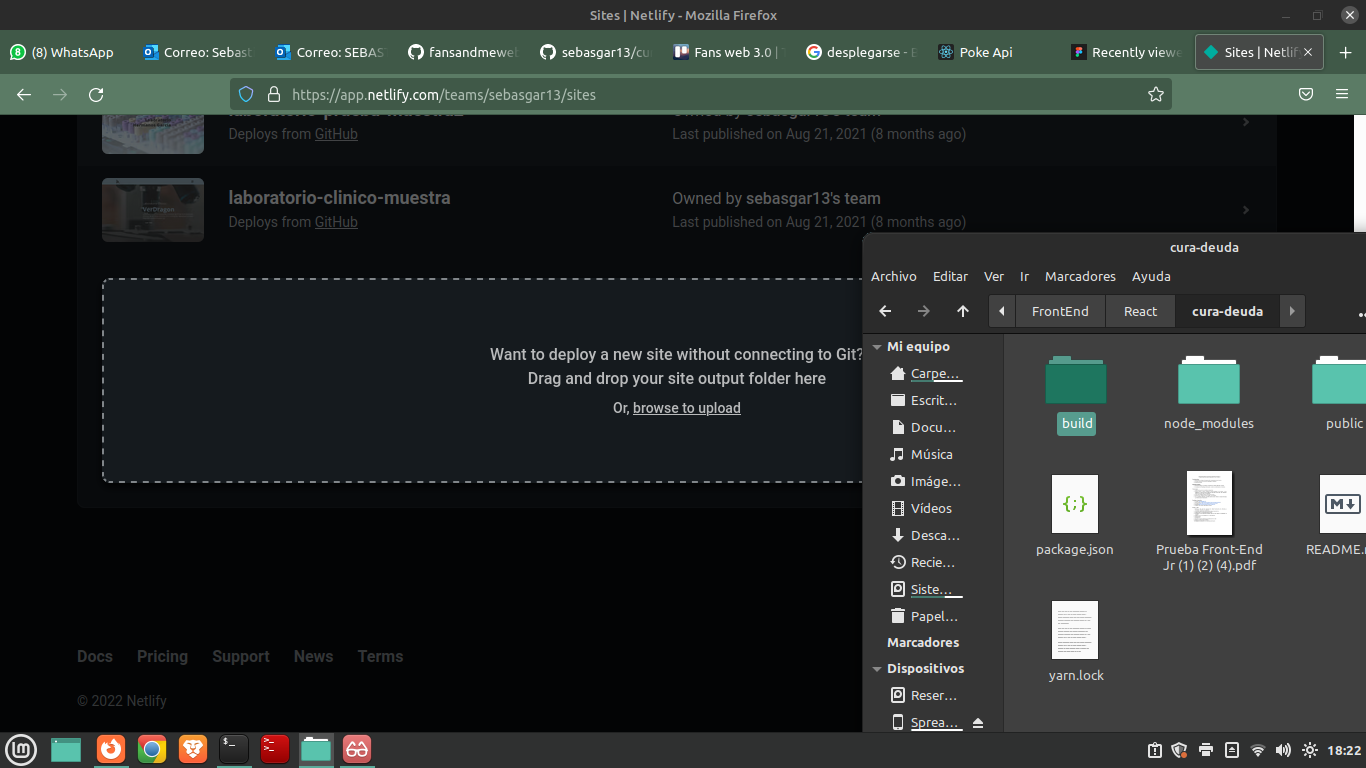 Sites | Netlify - Mozilla Firefox
(8) WhatsApp
Correo: Sebast
Correo: SEBAS
fansandmeweb
sebasgar13/cu
Fans web 3.0 | T
desplegarse - B
Poke Api
Recently viewe
Sites | Netlify
https://app.netlify.com/teams/sebasgar13/sites
Deploys from GitHub
Last published on Aug 21, 2021 (8 months ago)
laboratorio-clinico-muestra
Owned by sebasgar13's team
Deploys from GitHub
Last published on Aug 21, 2021 (8 months ago)
cura-deuda
Archivo Editar Ver Ir Marcadores Ayuda
FrontEnd React cura-deuda
Want to deploy a new site without connecting to Git?
Drag and drop your site output folder here
Or, browse to upload
Mi equipo
Carpe...
Escrit...
Docu...
Música
Imáge...
Vídeos
Desca...
Recie...
Siste...
Papel...
Marcadores
Dispositivos
Reser...
Sprea...
build
node_modules
public
package.json
Prueba Front-End
Jr (1) (2) (4).pdf
README.
yarn.lock
Docs Pricing Support News Terms
© 2022 Netlify
18:22